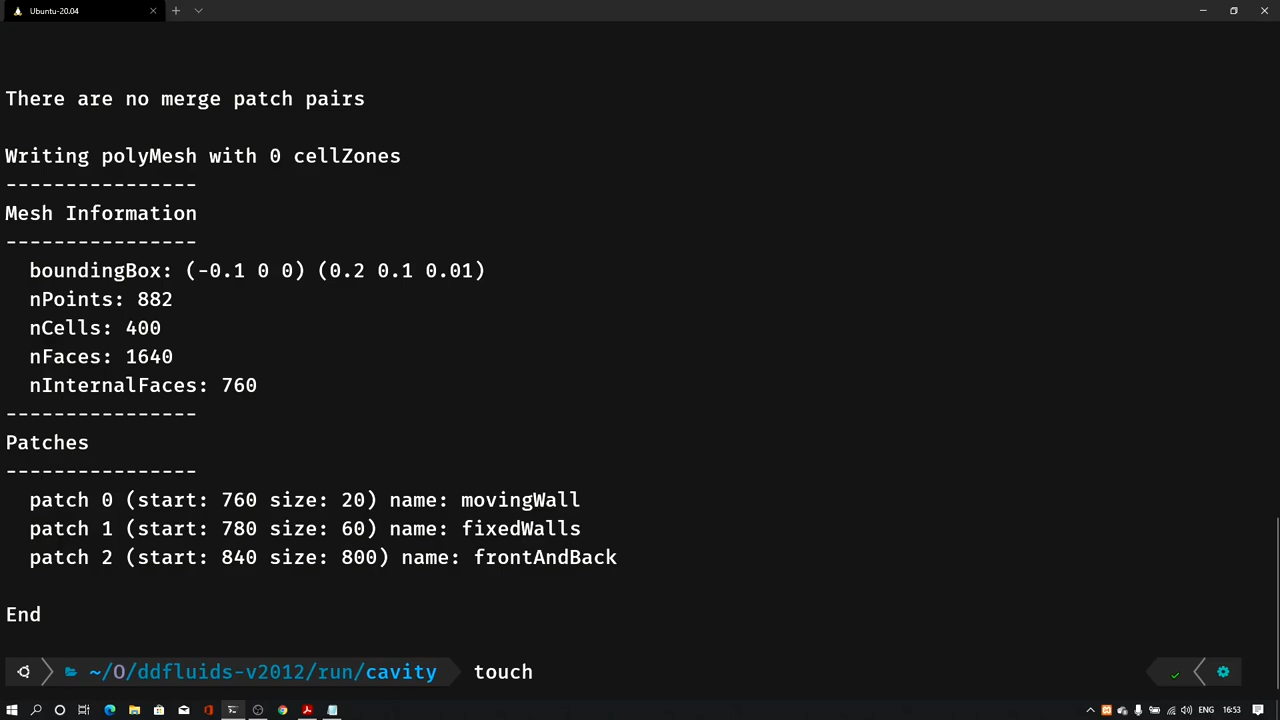 Ubuntu-20.04
There are no merge patch pairs
Writing polyMesh with 0 cellZones
----------------
Mesh Information
----------------
boundingBox: (-0.1 0 0) (0.2 0.1 0.01)
nPoints: 882
nCells: 400
nFaces: 1640
nInternalFaces: 760
----------------
Patches
----------------
patch 0 (start: 760 size: 20) name: movingWall
patch 1 (start: 780 size: 60) name: fixedWalls
patch 2 (start: 840 size: 800) name: frontAndBack
End
~/O/ddfluids-v2012/run/cavity touch
ENG 16:53